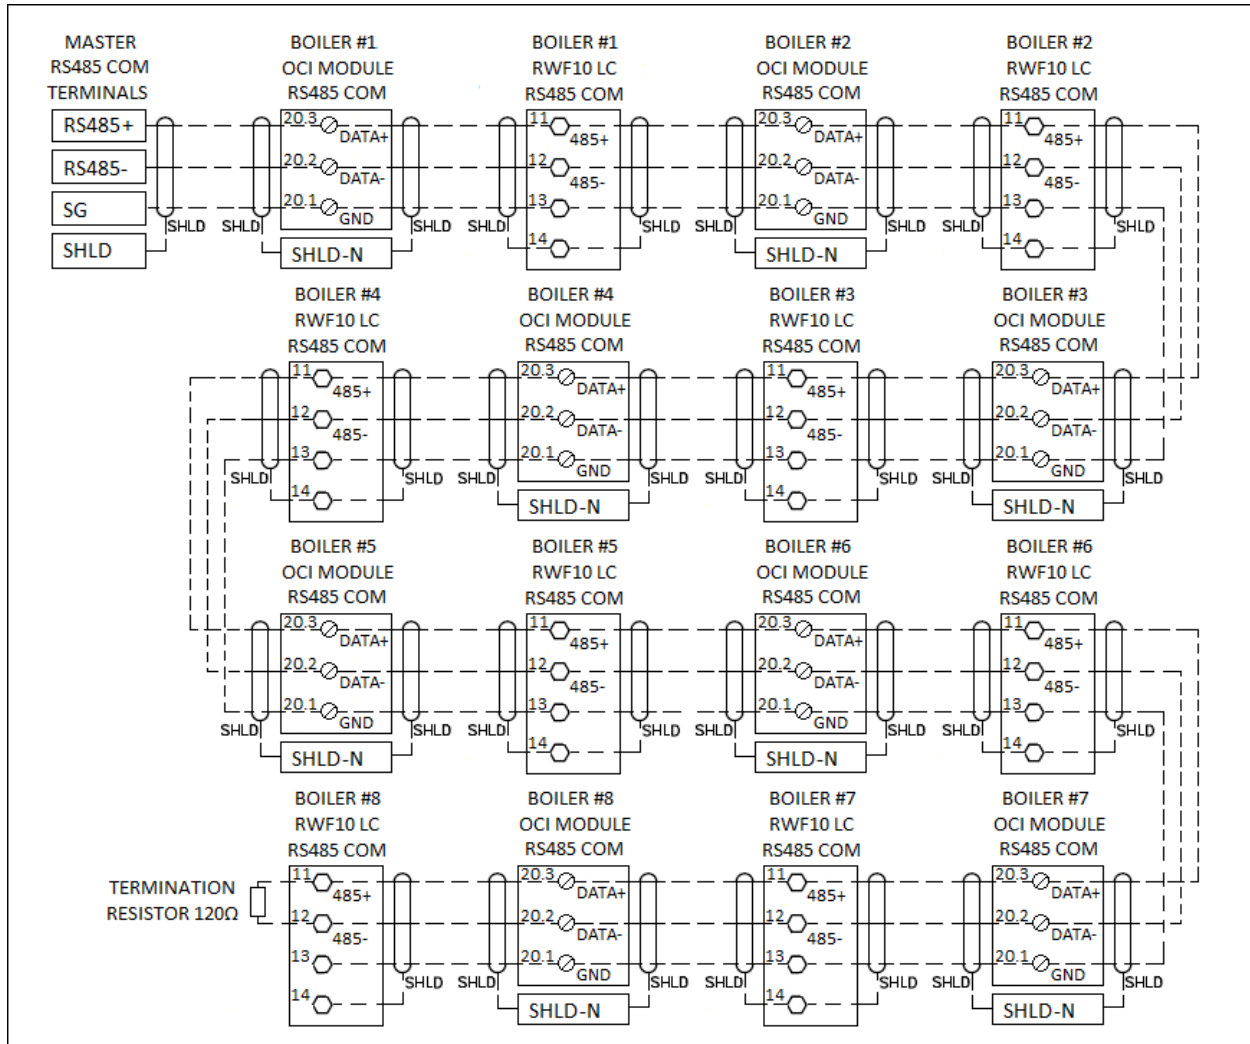 MASTER
RS485 COM
TERMINALS
RS485+
RS485-
SG
SHLD
SHLD
BOILER #1
OCI MODULE
RS485 COM
20.3
DATA+
20.2
DATA-
20.1
GND
SHLD
SHLD
SHLD-N
BOILER #1
RWF10 LC
RS485 COM
11
485+
12
485-
13
14
SHLD
SHLD
BOILER #2
OCI MODULE
RS485 COM
20.3
DATA+
20.2
DATA-
20.1
GND
SHLD
SHLD
SHLD-N
BOILER #2
RWF10 LC
RS485 COM
11
485+
12
485-
13
14
SHLD
SHLD
BOILER #4
RWF10 LC
RS485 COM
11
485+
12
485-
13
14
SHLD
SHLD
BOILER #4
OCI MODULE
RS485 COM
20.3
DATA+
20.2
DATA-
20.1
GND
SHLD
SHLD
SHLD-N
BOILER #3
RWF10 LC
RS485 COM
11
485+
12
485-
13
14
SHLD
SHLD
BOILER #3
OCI MODULE
RS485 COM
20.3
DATA+
20.2
DATA-
20.1
GND
SHLD
SHLD
SHLD-N
BOILER #5
OCI MODULE
RS485 COM
20.3
DATA+
20.2
DATA-
20.1
GND
SHLD
SHLD
SHLD-N
BOILER #5
RWF10 LC
RS485 COM
11
485+
12
485-
13
14
SHLD
SHLD
BOILER #6
OCI MODULE
RS485 COM
20.3
DATA+
20.2
DATA-
20.1
GND
SHLD
SHLD
SHLD-N
BOILER #6
RWF10 LC
RS485 COM
11
485+
12
485-
13
14
SHLD
SHLD
TERMINATION
RESISTOR 120Ω
BOILER #8
RWF10 LC
RS485 COM
11
485+
12
485-
13
14
SHLD
BOILER #8
OCI MODULE
RS485 COM
20.3
DATA+
20.2
DATA-
20.1
GND
SHLD
SHLD
SHLD-N
BOILER #7
RWF10 LC
RS485 COM
11
485+
12
485-
13
14
SHLD
SHLD
BOILER #7
OCI MODULE
RS485 COM
20.3
DATA+
20.2
DATA-
20.1
GND
SHLD
SHLD
SHLD-N